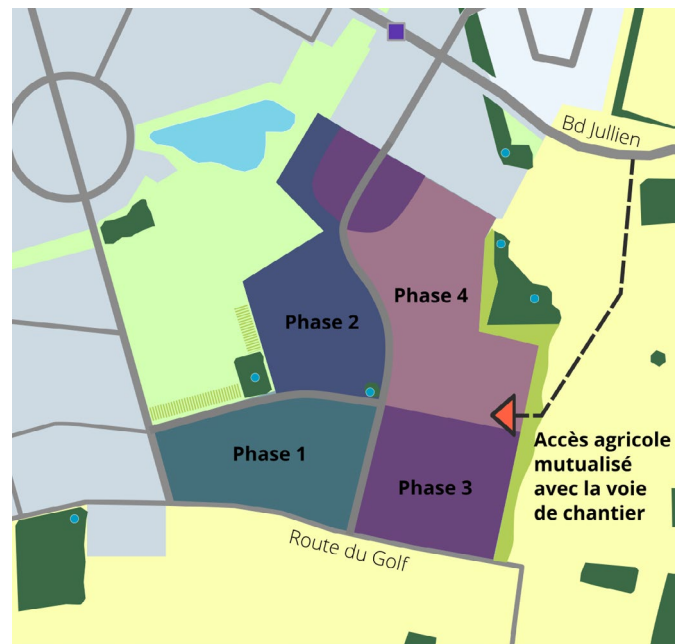 Bd Jullien
Phase 4
Phase 2
Phase 1
Phase 3
Accès agricole
mutualisé
avec la voie
de chantier
Route du Golf